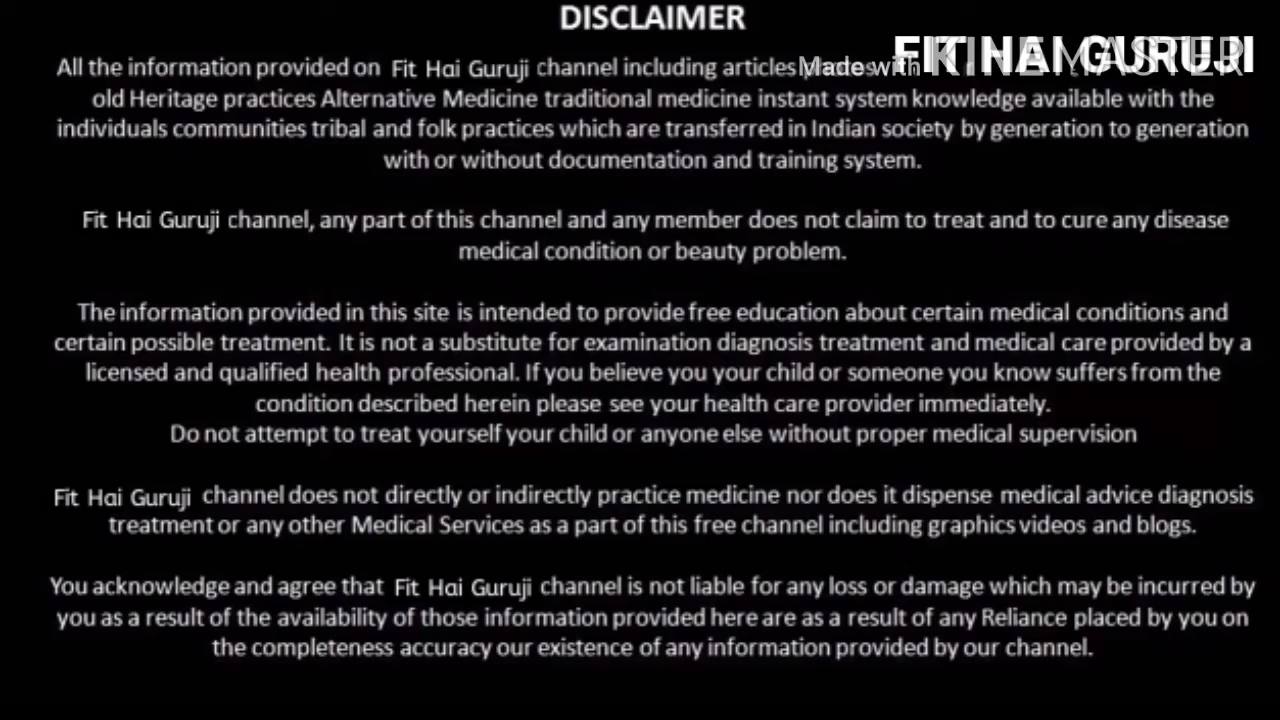 DISCLAIMER
FIT HAI GURUJI
Made with KINEMASTER
All the information provided on Fit Hai Guruji channel including articles
old Heritage practices Alternative Medicine traditional medicine instant system knowledge available with the
individuals communities tribal and folk practices which are transferred in Indian society by generation to generation
with or without documentation and training system.
Fit Hai Guruji channel, any part of this channel and any member does not claim to treat and to cure any disease
medical condition or beauty problem.
The information provided in this site is intended to provide free education about certain medical conditions and
certain possible treatment. It is not a substitute for examination diagnosis treatment and medical care provided by a
licensed and qualified health professional. If you believe you your child or someone you know suffers from the
condition described herein please see your health care provider immediately.
Do not attempt to treat yourself your child or anyone else without proper medical supervision
Fit Hai Guruji channel does not directly or indirectly practice medicine nor does it dispense medical advice diagnosis
treatment or any other Medical Services as a part of this free channel including graphics videos and blogs.
You acknowledge and agree that Fit Hai Guruji channel is not liable for any loss or damage which may be incurred by
you as a result of the availability of those information provided here are as a result of any Reliance placed by you on
the completeness accuracy our existence of any information provided by our channel.